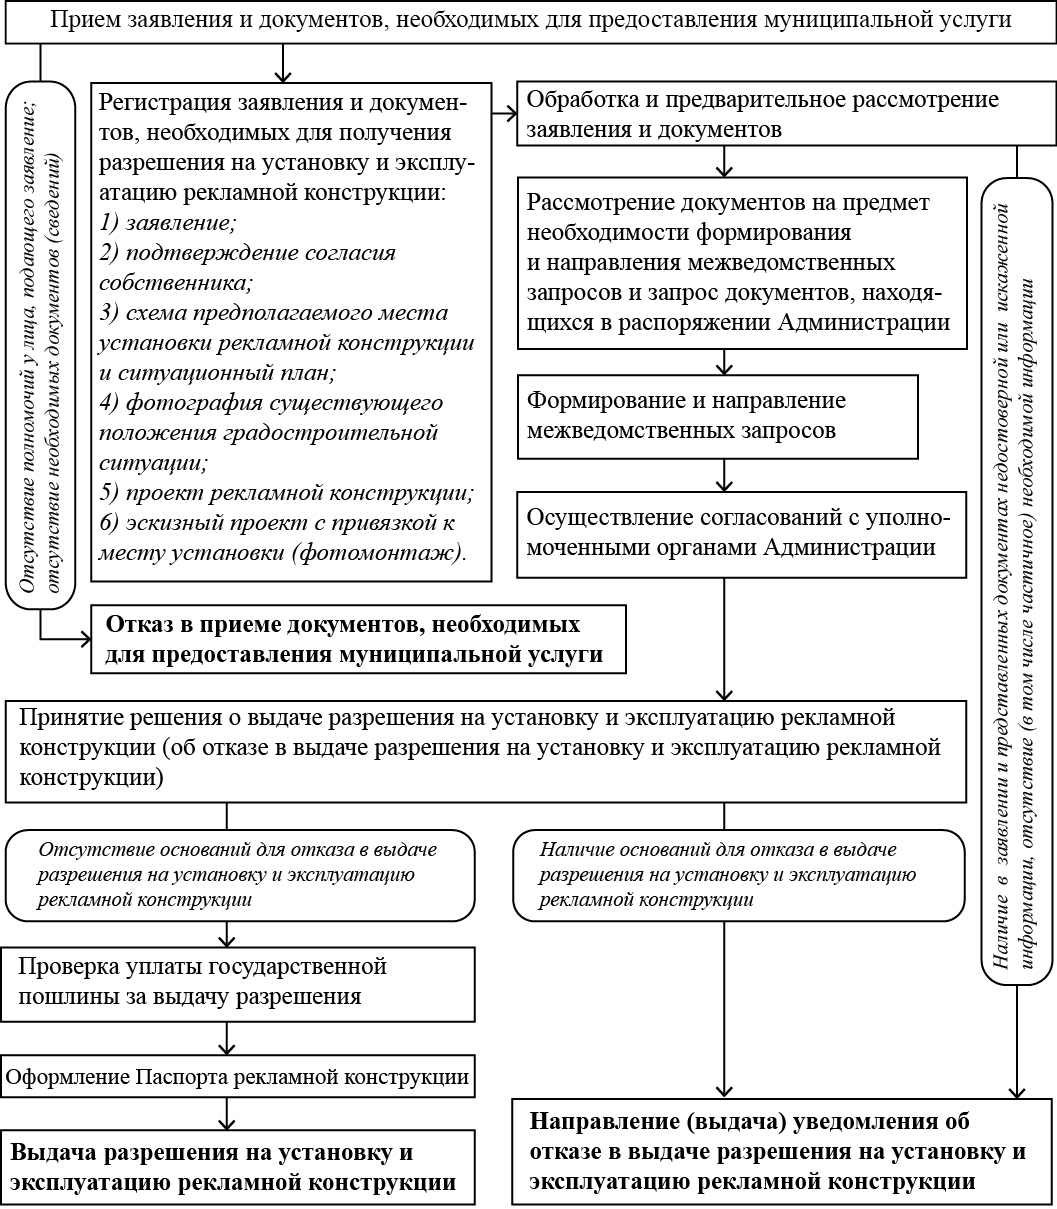 Прием заявления и документов, необходимых для предоставления муниципальной услуги
Отсутствие полномочий у лица, подающего заявление;
отсутствие необходимых документов (сведений)
Регистрация заявления и докумен-
тов, необходимых для получения
разрешения на установку и эксплу-
атацию рекламной конструкции:
1) заявление;
2) подтверждение согласия
собственника;
3) схема предполагаемого места
установки рекламной конструкции
и ситуационный план;
4) фотография существующего
положения градостроительной
ситуации;
5) проект рекламной конструкции;
6) эскизный проект с привязкой к
месту установки (фотомонтаж).
Обработка и предварительное рассмотрение
заявления и документов
Рассмотрение документов на предмет
необходимости формирования
и направления межведомственных
запросов и запрос документов, находя-
щихся в распоряжении Администрации
Формирование и направление
межведомственных запросов
Осуществление согласований с уполно-
моченными органами Администрации
Наличие в заявлении и представленных документах недостоверной или искаженной
информации, отсутствие (в том числе частичное) необходимой информации
Отказ в приеме документов, необходимых
для предоставления муниципальной услуги
Принятие решения о выдаче разрешения на установку и эксплуатацию рекламной
конструкции (об отказе в выдаче разрешения на установку и эксплуатацию рекламной
конструкции)
Отсутствие оснований для отказа в выдаче
разрешения на установку и эксплуатацию
рекламной конструкции
Наличие оснований для отказа в выдаче
разрешения на установку и эксплуатацию
рекламной конструкции
Проверка уплаты государственной
пошлины за выдачу разрешения
Оформление Паспорта рекламной конструкции
Выдача разрешения на установку и
эксплуатацию рекламной конструкции
Направление (выдача) уведомления об
отказе в выдаче разрешения на установку и
эксплуатацию рекламной конструкции